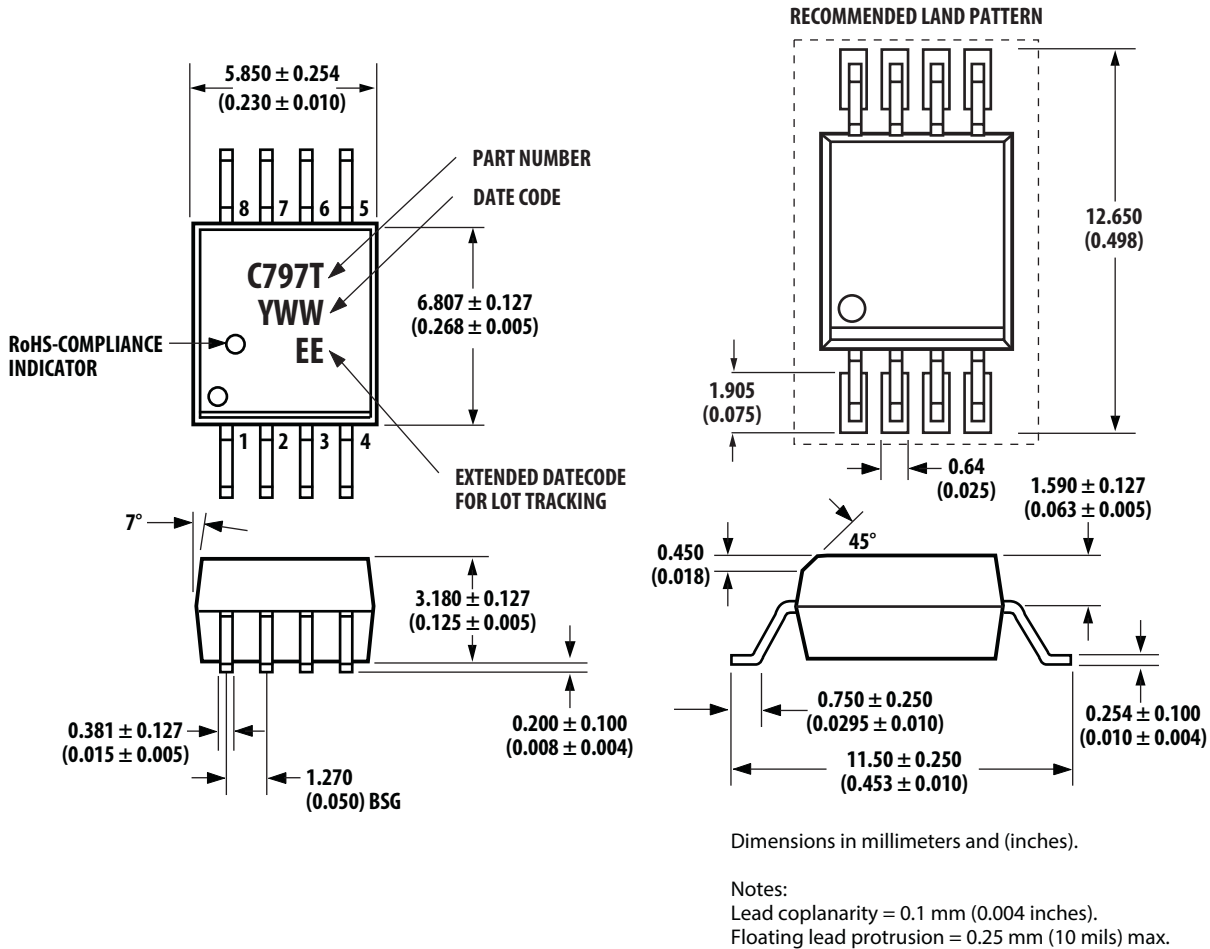 RECOMMENDED LAND PATTERN
5.850 ± 0.254
(0.230 ± 0.010)
PART NUMBER
DATE CODE
8 7 6 5
C797T
YWW
EE
RoHS-COMPLIANCE
INDICATOR
6.807 ± 0.127
(0.268 ± 0.005)
1 2 3 4
EXTENDED DATECODE
FOR LOT TRACKING
12.650
(0.498)
1.905
(0.075)
0.64
(0.025)
7°
3.180 ± 0.127
(0.125 ± 0.005)
0.381 ± 0.127
(0.015 ± 0.005)
0.200 ± 0.100
(0.008 ± 0.004)
1.270
(0.050) BSG
45°
1.590 ± 0.127
(0.063 ± 0.005)
0.450
(0.018)
0.750 ± 0.250
(0.0295 ± 0.010)
0.254 ± 0.100
(0.010 ± 0.004)
11.50 ± 0.250
(0.453 ± 0.010)
Dimensions in millimeters and (inches).
Notes:
Lead coplanarity = 0.1 mm (0.004 inches).
Floating lead protrusion = 0.25 mm (10 mils) max.